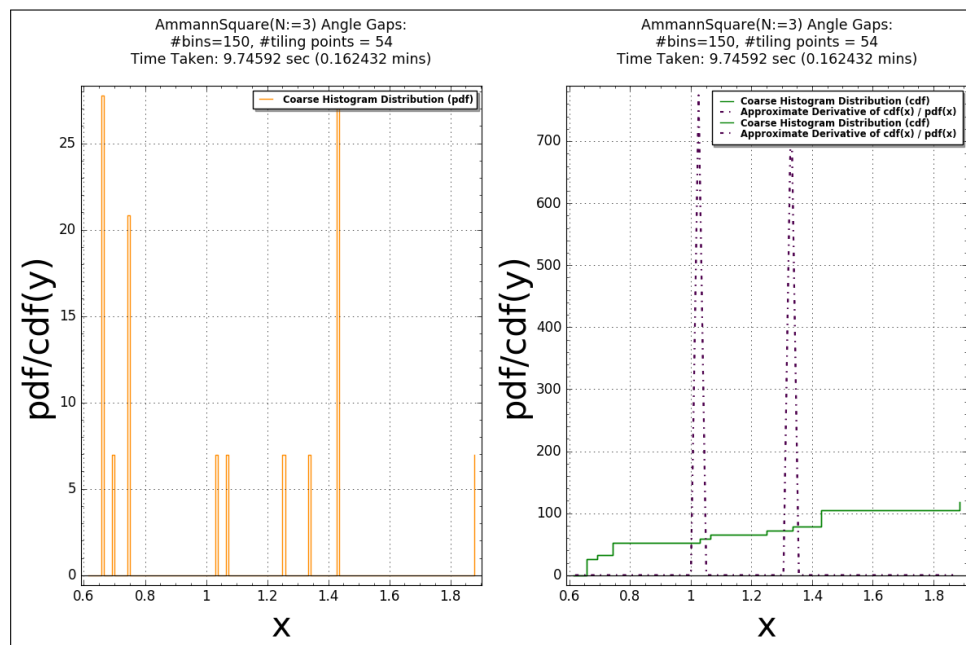 AmmannSquare(N:=3) Angle Gaps:
#bins=150, #tiling points = 54
Time Taken: 9.74592 sec (0.162432 mins)
Coarse Histogram Distribution (pdf)
pdf/cdf(y)
25
20
15
10
5
0
0.6 0.8 1 1.2 1.4 1.6 1.8
x
AmmannSquare(N:=3) Angle Gaps:
#bins=150, #tiling points = 54
Time Taken: 9.74592 sec (0.162432 mins)
Coarse Histogram Distribution (cdf)
Approximate Derivative of cdf(x) / pdf(x)
Coarse Histogram Distribution (cdf)
Approximate Derivative of cdf(x) / pdf(x)
pdf/cdf(y)
700
600
500
400
300
200
100
0
0.6 0.8 1 1.2 1.4 1.6 1.8
x